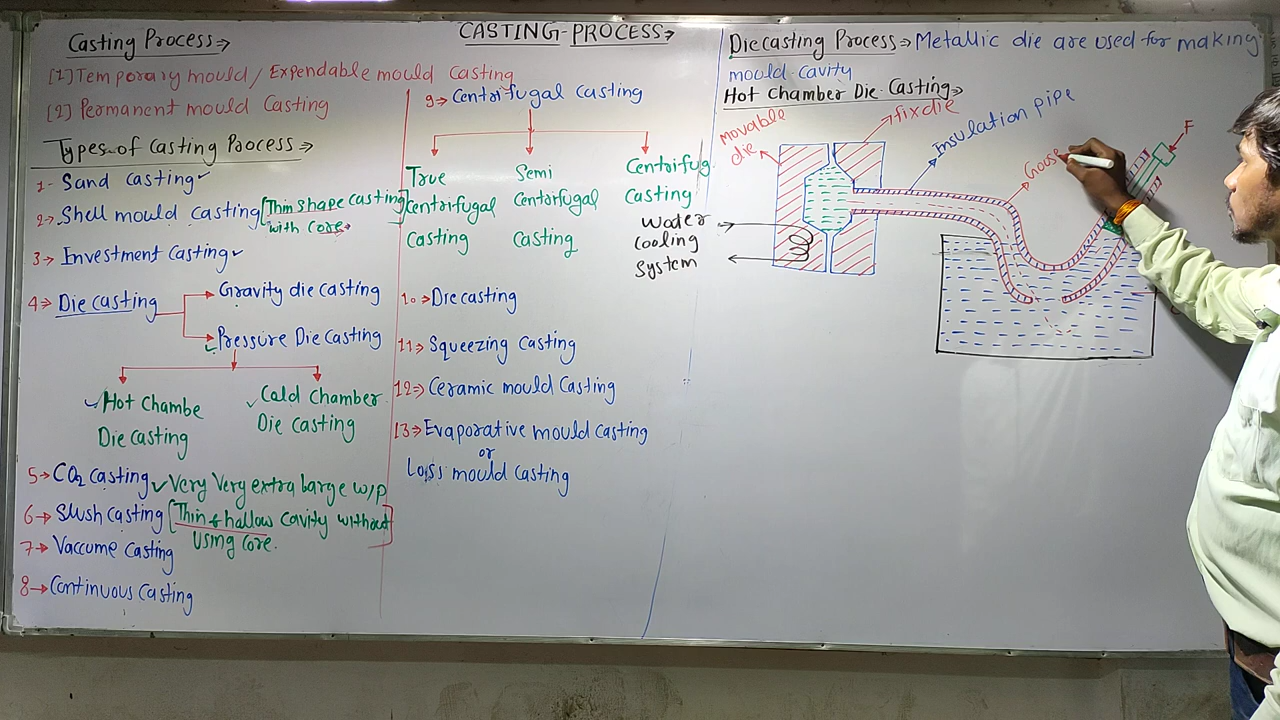 CASTING-PROCESS⇒
Casting Process⇒
[1] Temporary mould/Expendable mould Casting
[2] Permanent mould Casting
Types of Casting Process⇒
1- Sand casting✓
2⇒ Shell mould casting [Thin shape casting
with core]
3⇒ Investment Casting✓
4⇒ Die casting
Gravity die casting
Pressure Die Casting
✓Hot Chambe
Die casting
✓Cold Chamber
Die casting
5→ CO2 casting ✓Very Very extra Large w/p
6→ Slush casting [Thin & hallow Cavity without
Using Core.]
7→ Vaccume Casting
8→ Continuous Casting
9→ Centrifugal Casting
True
Centrifugal
Casting
Semi
Centrifugal
Casting
Centrifug
Casting
10⇒ Diecasting
11⇒ Squeezing Casting
12⇒ Ceramic mould Casting
13⇒ Evaporative mould casting
or
Loss mould casting
Diecasting Process⇒ Metallic die are used for making
mould cavity
Hot Chamber Die Casting⇒
movable
die
fix die
Insulation pipe
Goose
F
Water
Cooling
System